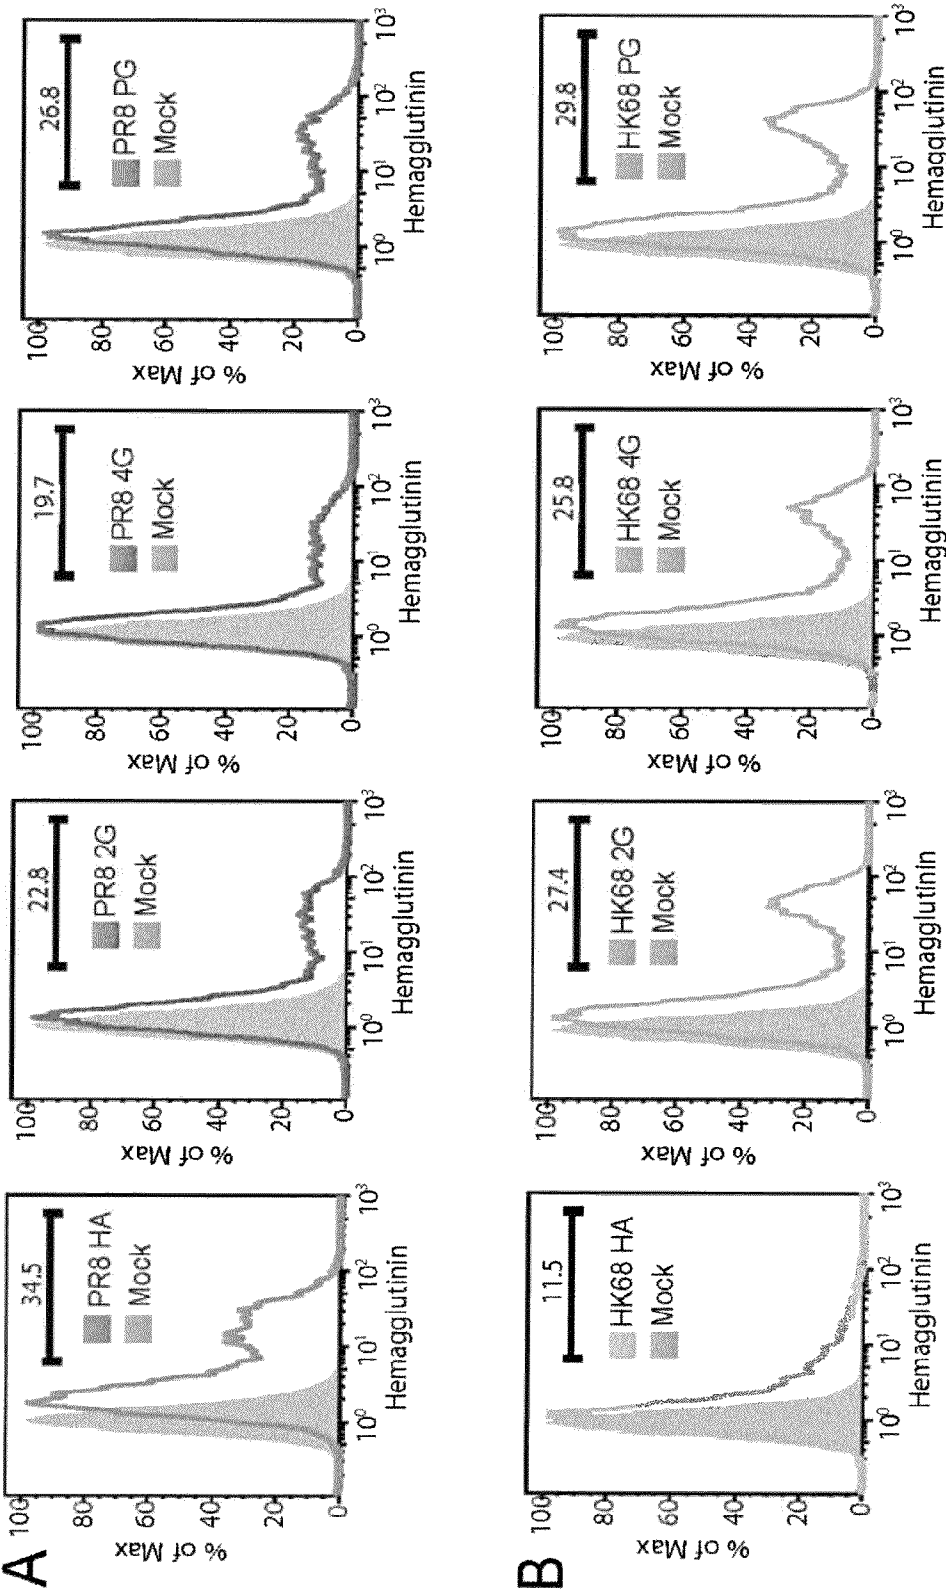 A
100
80
60
40
20
0
% of Max
34.5
PR8 HA
Mock
10⁰
10¹
10²
10³
Hemagglutinin
100
80
60
40
20
0
% of Max
22.8
PR8 2G
Mock
10⁰
10¹
10²
10³
Hemagglutinin
100
80
60
40
20
0
% of Max
19.7
PR8 4G
Mock
10⁰
10¹
10²
10³
Hemagglutinin
100
80
60
40
20
0
% of Max
26.8
PR8 PG
Mock
10⁰
10¹
10²
10³
Hemagglutinin
B
100
80
60
40
20
0
% of Max
11.5
HK68 HA
Mock
10⁰
10¹
10²
10³
Hemagglutinin
100
80
60
40
20
0
% of Max
27.4
HK68 2G
Mock
10⁰
10¹
10²
10³
Hemagglutinin
100
80
60
40
20
0
% of Max
25.8
HK68 4G
Mock
10⁰
10¹
10²
10³
Hemagglutinin
100
80
60
40
20
0
% of Max
29.8
HK68 PG
Mock
10⁰
10¹
10²
10³
Hemagglutinin